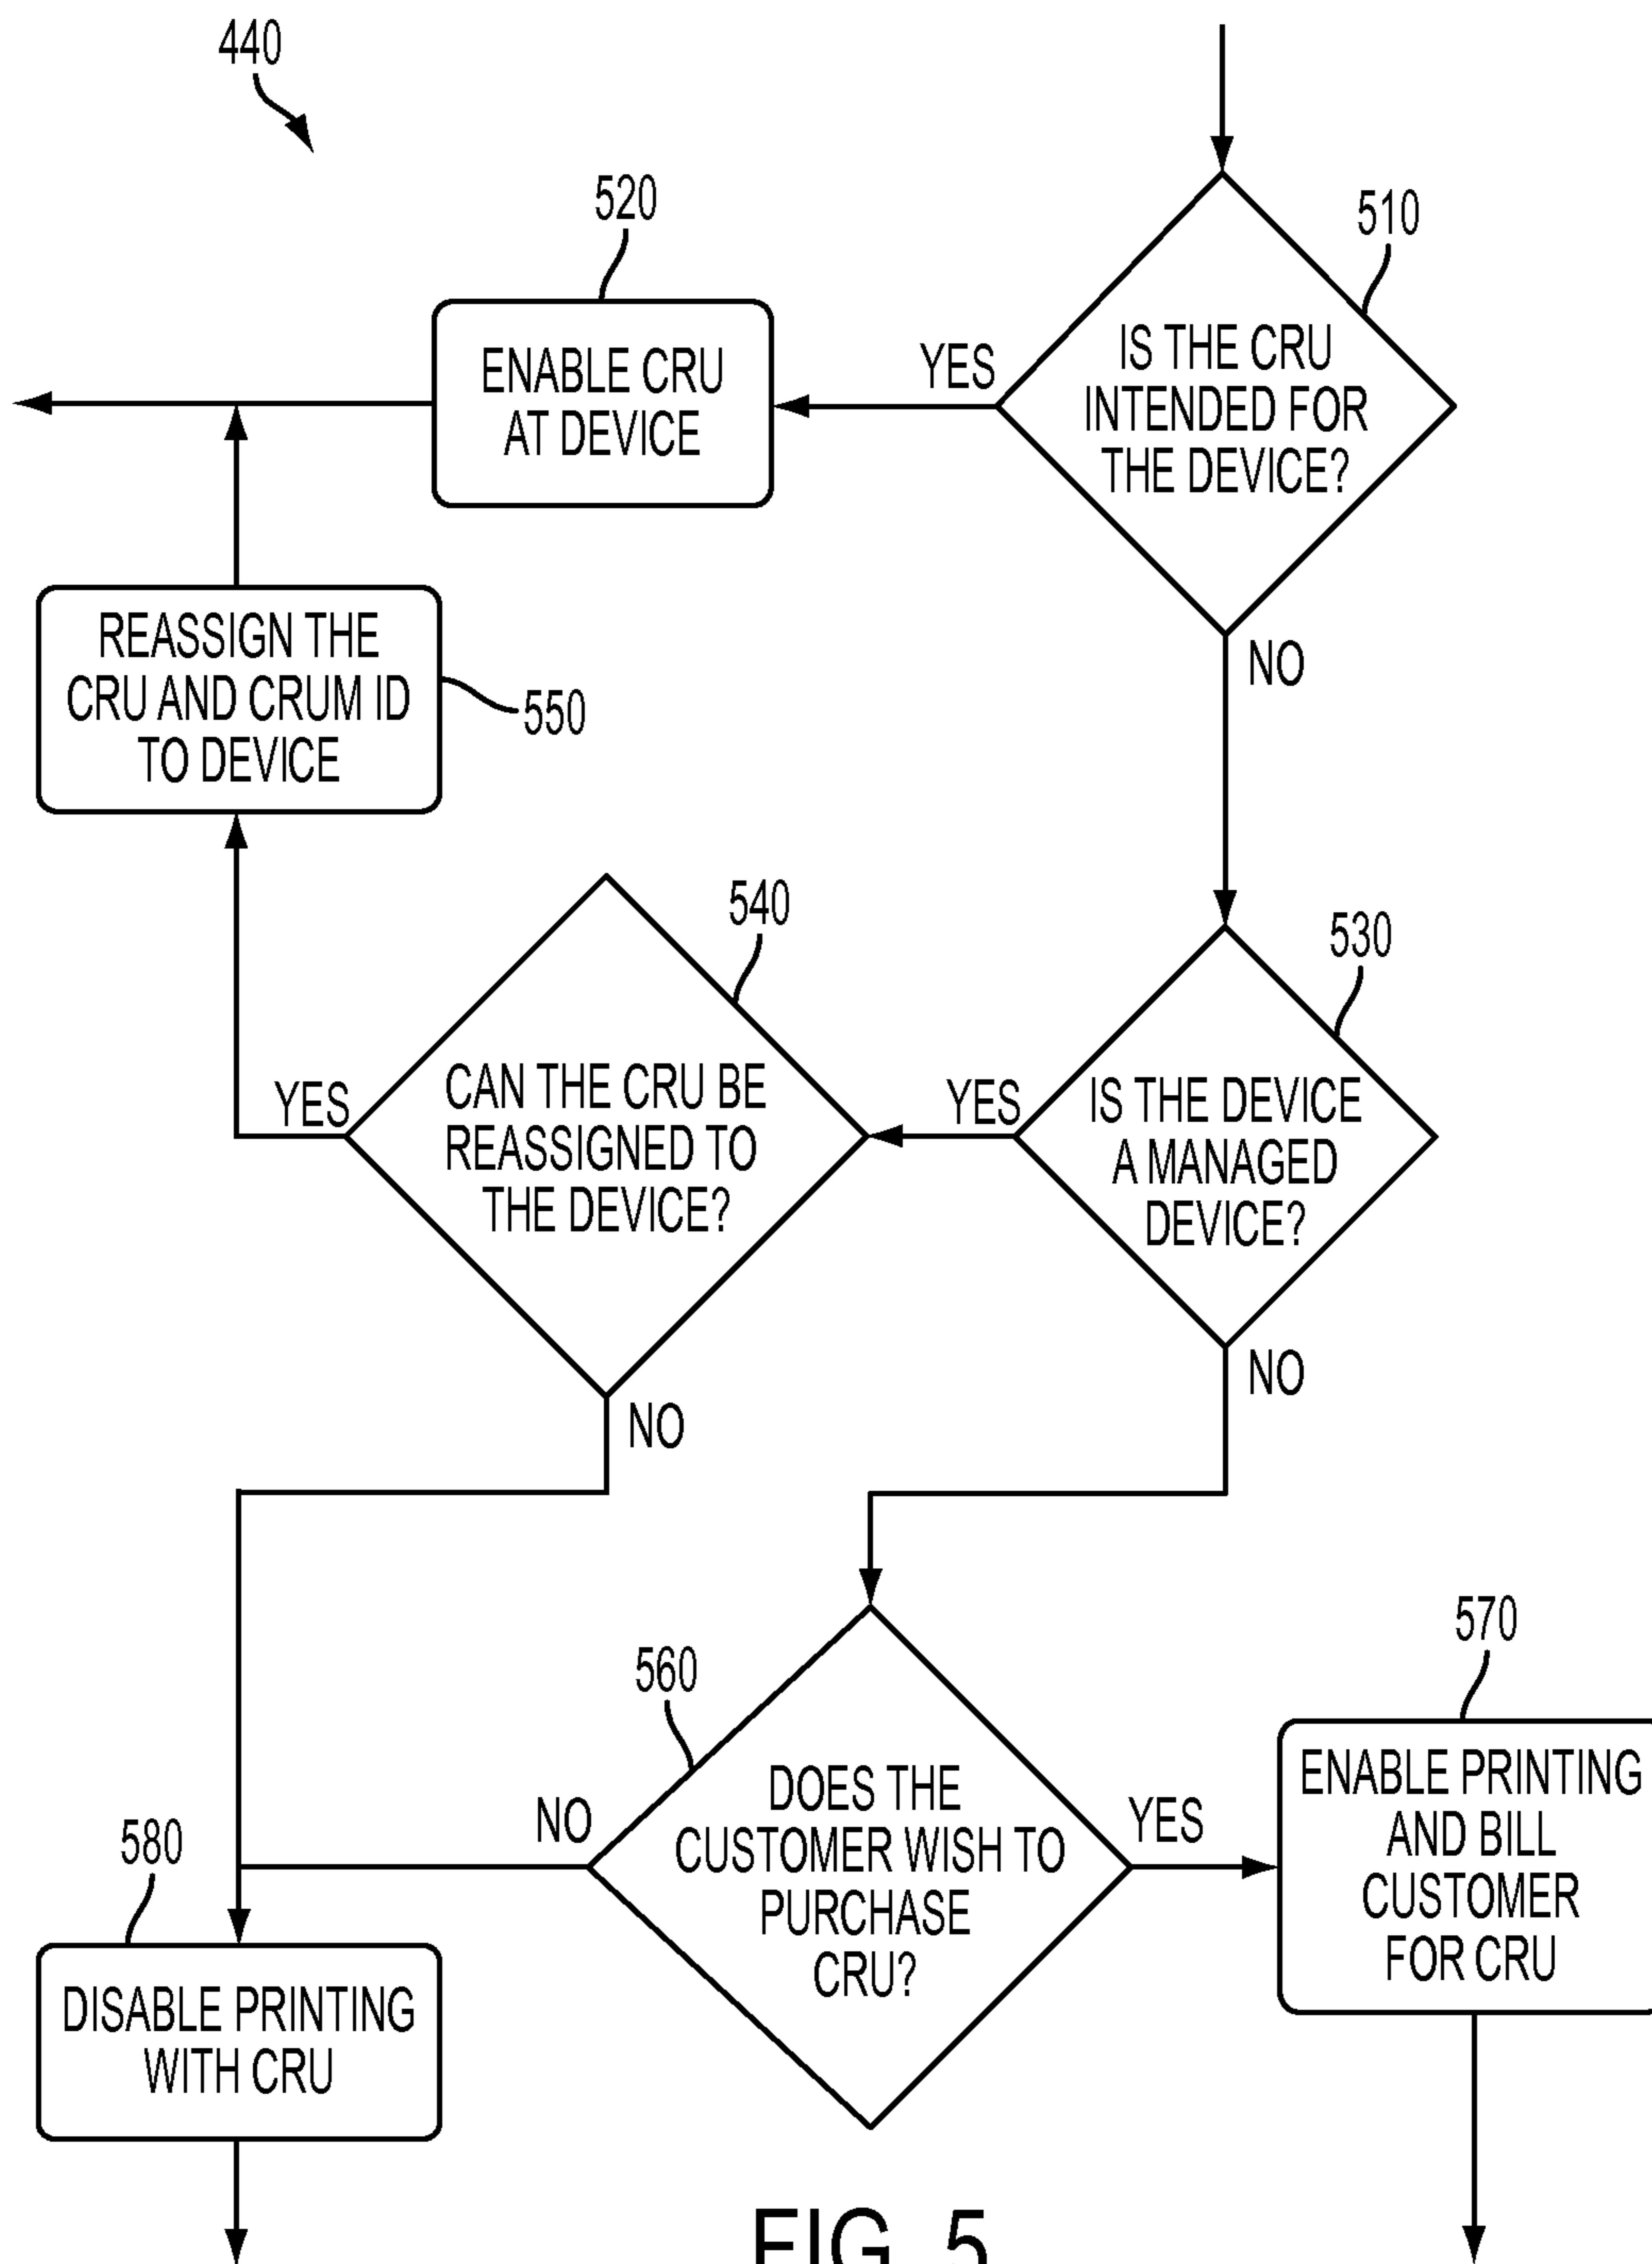 440
520
510
ENABLE CRU
AT DEVICE
YES
IS THE CRU
INTENDED FOR
THE DEVICE?
NO
REASSIGN THE
CRU AND CRUM ID
TO DEVICE
550
540
530
YES
CAN THE CRU BE
REASSIGNED TO
THE DEVICE?
YES
IS THE DEVICE
A MANAGED
DEVICE?
NO
NO
560
570
DOES THE
CUSTOMER WISH TO
PURCHASE
CRU?
NO
YES
ENABLE PRINTING
AND BILL
CUSTOMER
FOR CRU
580
DISABLE PRINTING
WITH CRU
FIG. 5